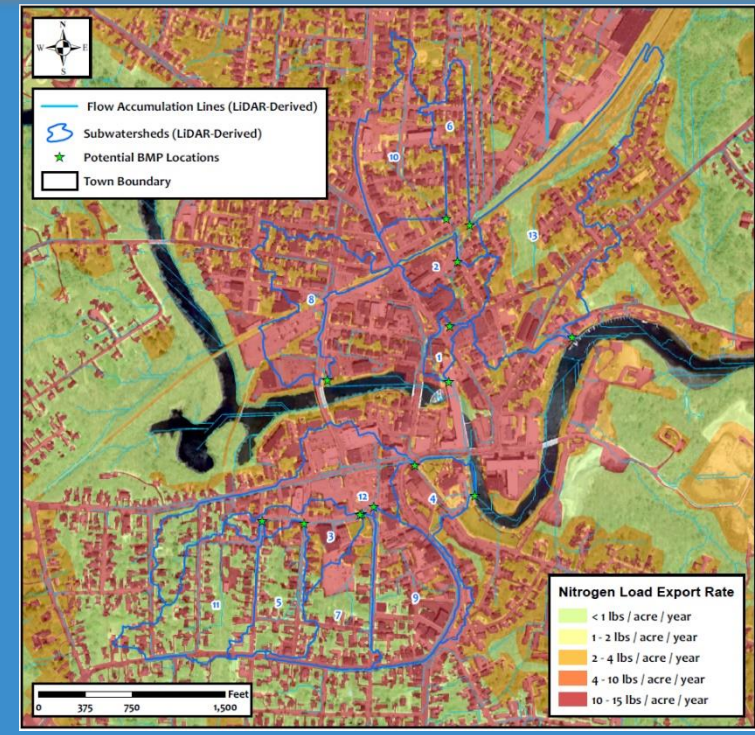 N
W E
S
Flow Accumulation Lines (LiDAR-Derived)
Subwatersheds (LiDAR-Derived)
Potential BMP Locations
Town Boundary
6
10
13
2
8
1
4
12
3
11
5
7
9
Nitrogen Load Export Rate
< 1 lbs / acre / year
1 - 2 lbs / acre / year
2 - 4 lbs / acre / year
4 - 10 lbs / acre / year
10 - 15 lbs / acre / year
Feet
0 375 750 1,500